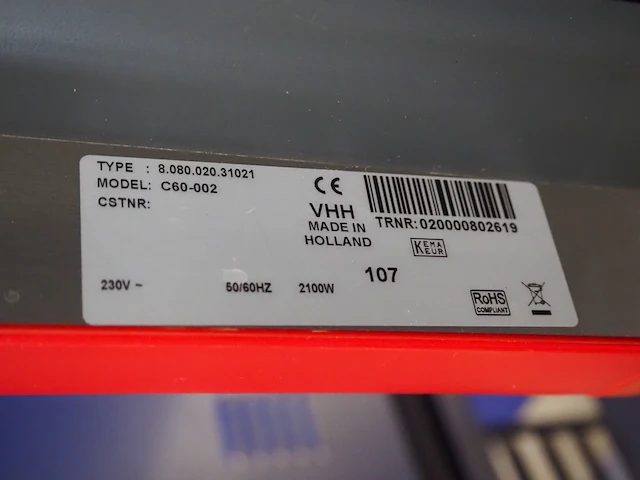 TYPE : 8.080.020.31021
MODEL: C60-002
CSTNR:
CE
VHH
MADE IN
HOLLAND
TRNR: 020000802619
KEMA
KEUR
107
230V ~
50/60HZ
2100W
RoHS
COMPLIANT